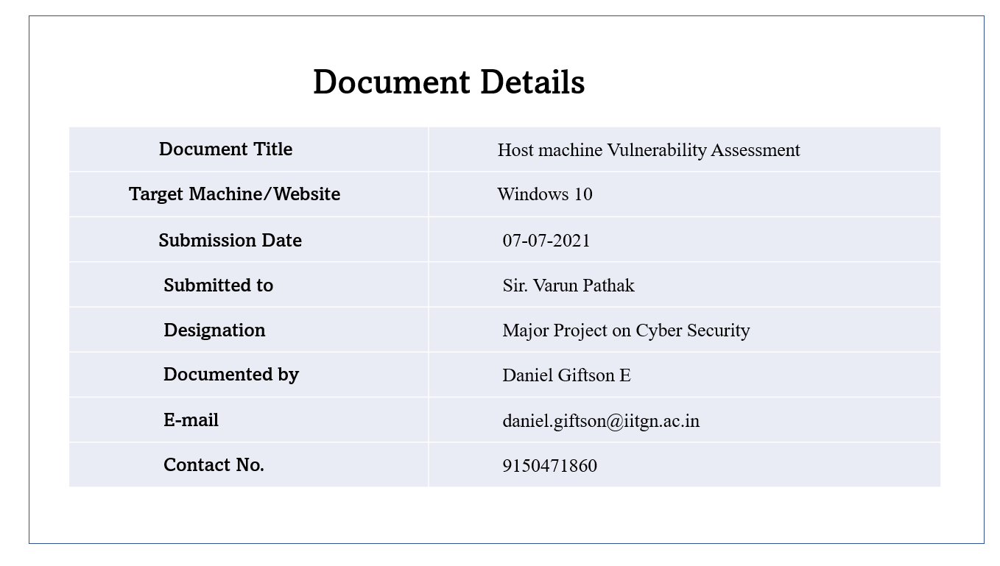 Document Details
Document Title Host machine Vulnerability Assessment
Target Machine/Website Windows 10
Submission Date 07-07-2021
Submitted to Sir. Varun Pathak
Designation Major Project on Cyber Security
Documented by Daniel Giftson E
E-mail daniel.giftson@iitgn.ac.in
Contact No. 9150471860